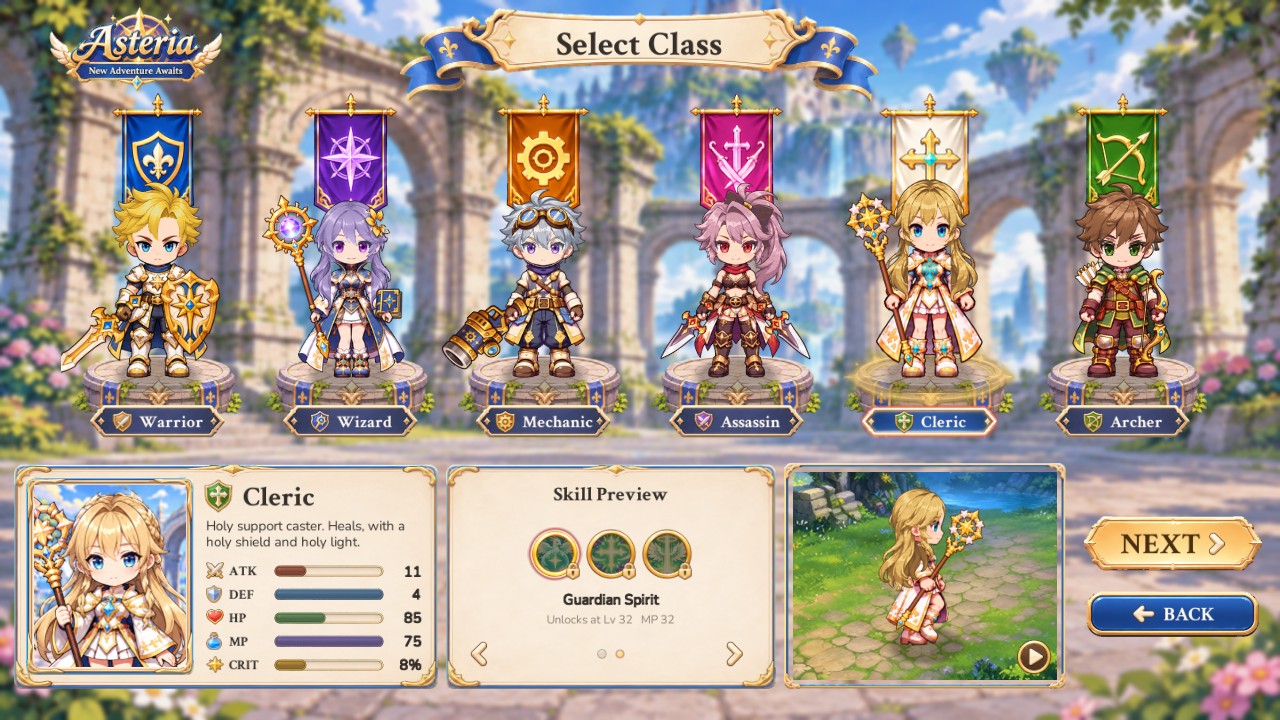 Asteria
New Adventure Awaits
Select Class
Warrior
Wizard
Mechanic
Assassin
Cleric
Archer
Cleric
Holy support caster. Heals, with a
holy shield and holy light.
ATK 11
DEF 4
HP 85
MP 75
CRIT 8%
Skill Preview
Guardian Spirit
Unlocks at Lv 32 MP 32
NEXT
BACK